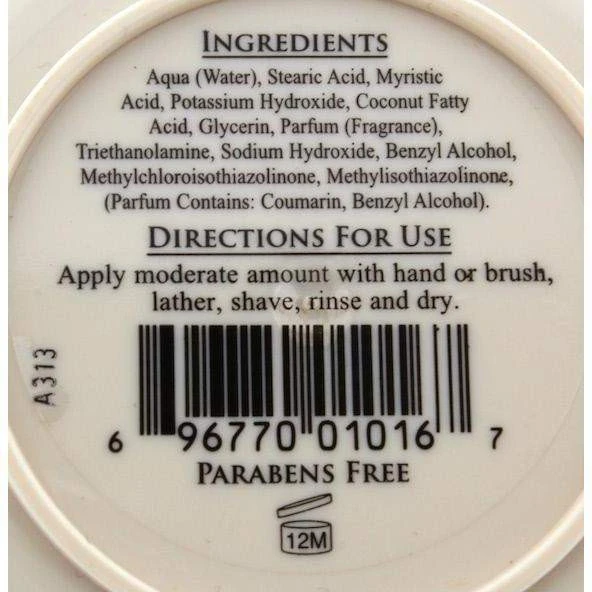 INGREDIENTS
Aqua (Water), Stearic Acid, Myristic
Acid, Potassium Hydroxide, Coconut Fatty
Acid, Glycerin, Parfum (Fragrance),
Triethanolamine, Sodium Hydroxide, Benzyl Alcohol,
Methylchloroisothiazolinone, Methylisothiazolinone,
(Parfum Contains: Coumarin, Benzyl Alcohol).
DIRECTIONS FOR USE
Apply moderate amount with hand or brush,
lather, shave, rinse and dry.
A313
6 96770 01016 7
PARABENS FREE
12M